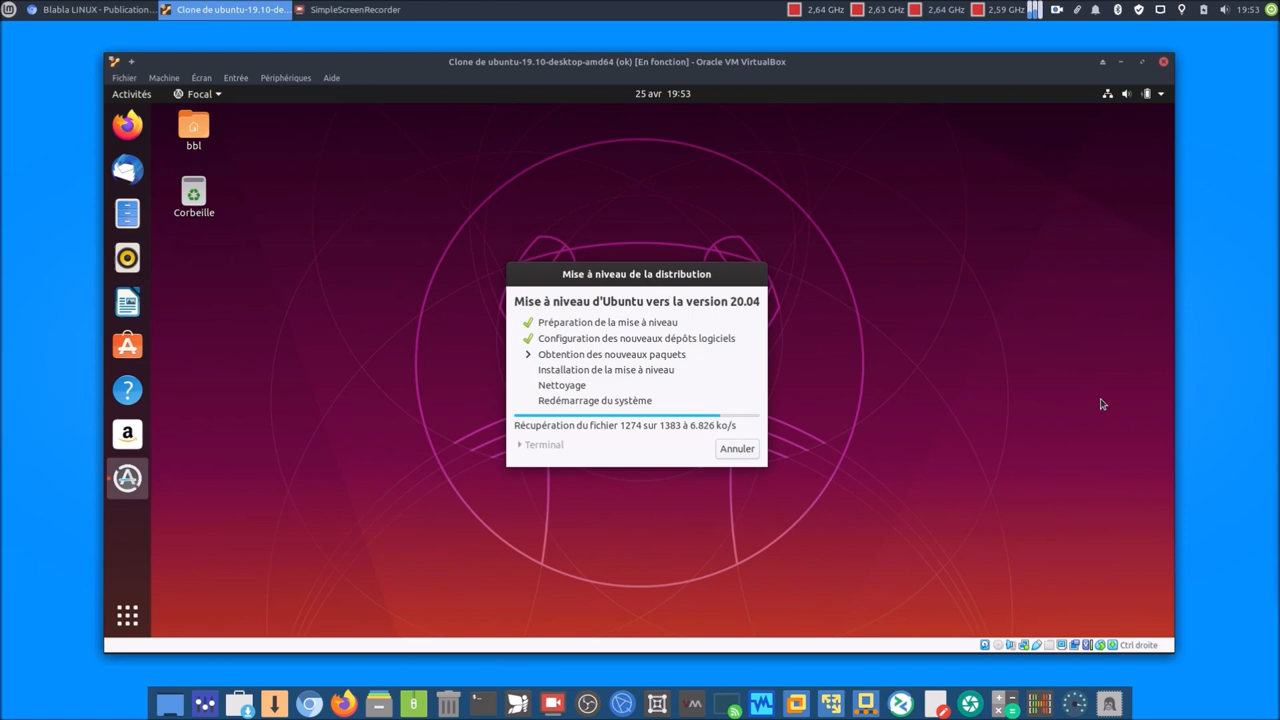 Blabla LINUX - Publication...
Clone de ubuntu-19.10-de...
SimpleScreenRecorder
2,64 GHz
2,63 GHz
2,64 GHz
2,59 GHz
19:53
Clone de ubuntu-19.10-desktop-amd64 (ok) [En fonction] - Oracle VM VirtualBox
Fichier Machine Écran Entrée Périphériques Aide
Activités
Focal
25 avr 19:53
bbl
Corbeille
Mise à niveau de la distribution
Mise à niveau d'Ubuntu vers la version 20.04
Préparation de la mise à niveau
Configuration des nouveaux dépôts logiciels
Obtention des nouveaux paquets
Installation de la mise à niveau
Nettoyage
Redémarrage du système
Récupération du fichier 1274 sur 1383 à 6.826 ko/s
Terminal
Annuler
Ctrl droite